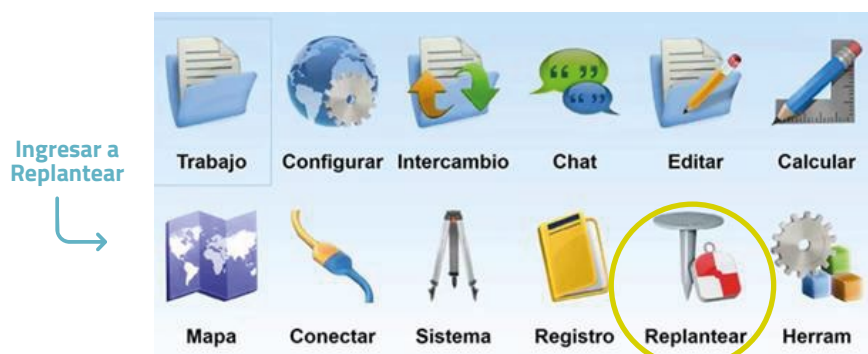 Ingresar a
Replantear
Trabajo Configurar Intercambio Chat Editar Calcular
Mapa Conectar Sistema Registro Replantear Herram